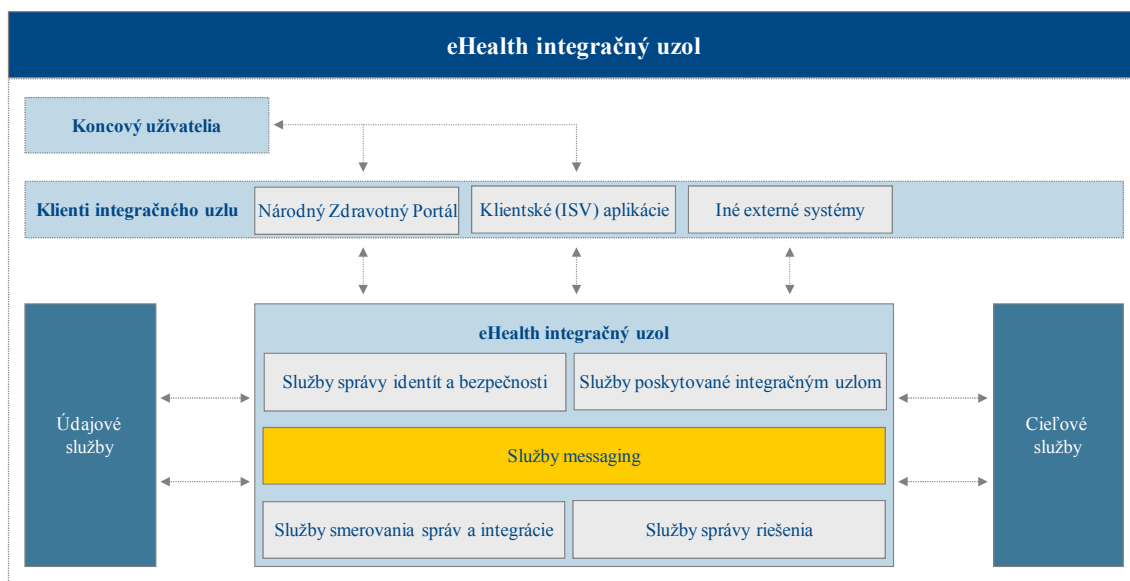 eHealth integračný uzol
Koncový užívatelia
Klienti integračného uzlu
Národný Zdravotný Portál
Klientské (ISV) aplikácie
Iné externé systémy
Údajové
služby
eHealth integračný uzol
Služby správy identít a bezpečnosti
Služby poskytované integračným uzlom
Služby messaging
Služby smerovania správ a integrácie
Služby správy riešenia
Cieľové
služby